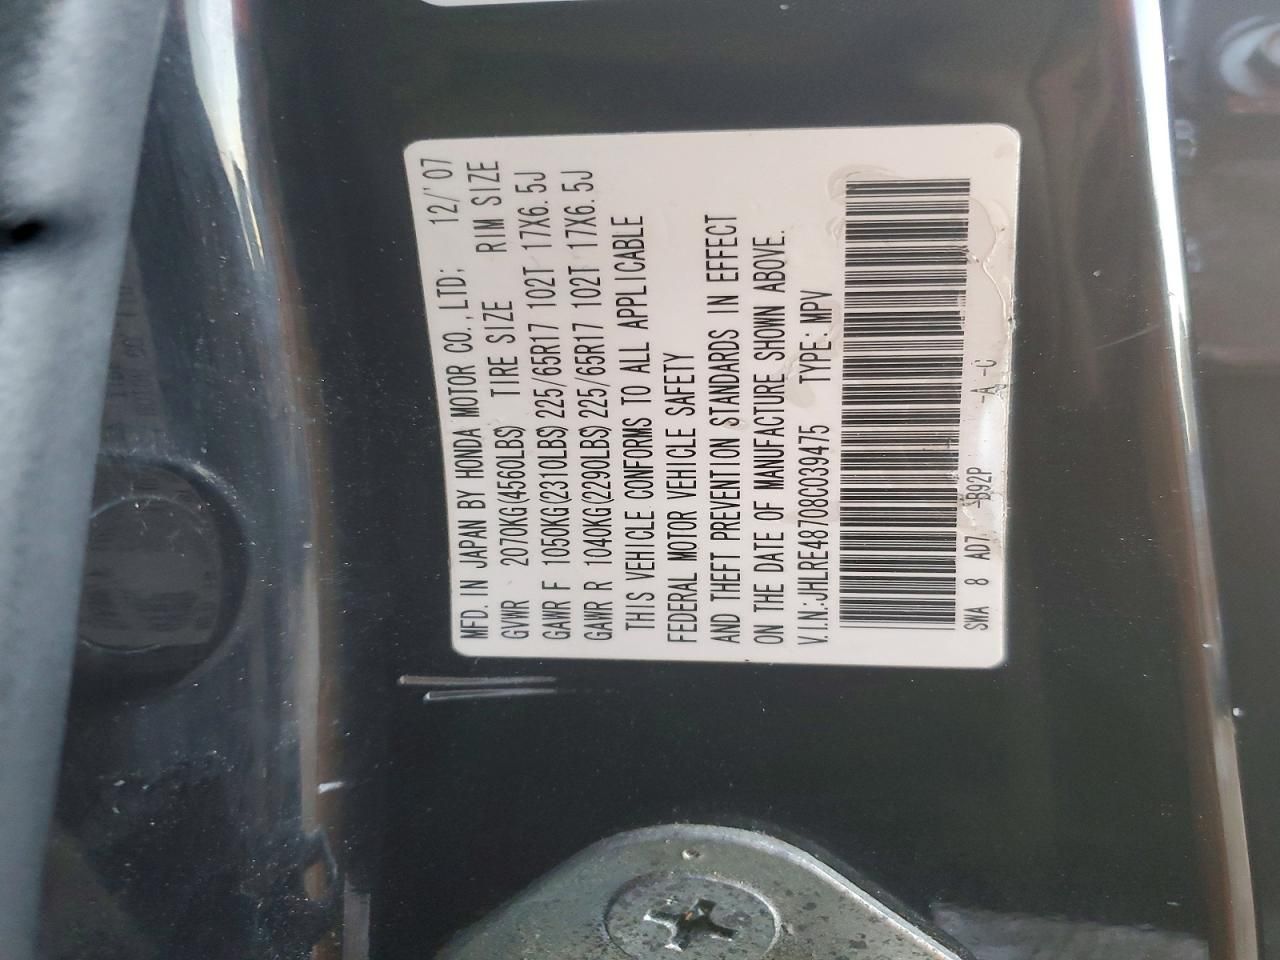 MFD. IN JAPAN BY HONDA MOTOR CO.,LTD: 12/'07
GVWR 2070KG(4560LBS) TIRE SIZE RIM SIZE
GAWR F 1050KG(2310LBS) 225/65R17 102T 17X6.5J
GAWR R 1040KG(2290LBS) 225/65R17 102T 17X6.5J
THIS VEHICLE CONFORMS TO ALL APPLICABLE
FEDERAL MOTOR VEHICLE SAFETY
AND THEFT PREVENTION STANDARDS IN EFFECT
ON THE DATE OF MANUFACTURE SHOWN ABOVE.
V.I.N.:JHLRE48708C039475 TYPE:MPV
SWA 8 AD7 -B92P -A -C